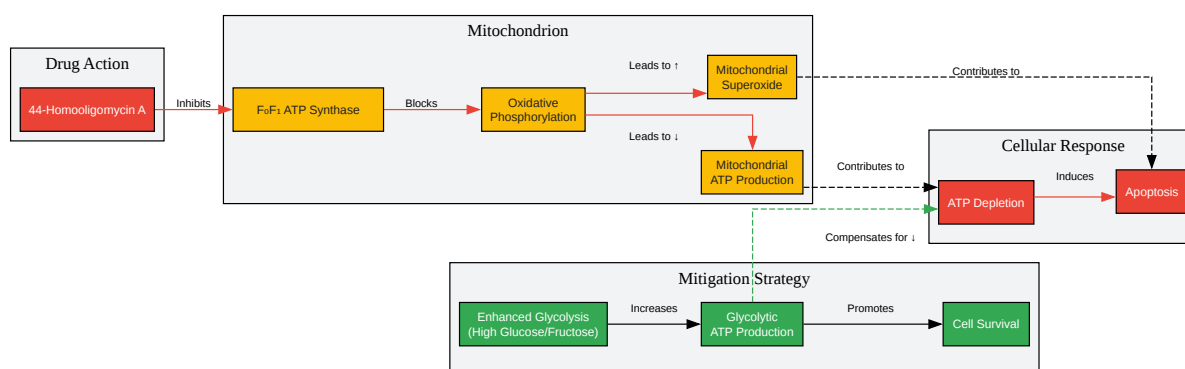 Drug Action
44-Homooligomycin A
Inhibits
Mitochondrion
F₀F₁ ATP Synthase
Blocks
Oxidative
Phosphorylation
Leads to ↑
Mitochondrial
Superoxide
Leads to ↓
Mitochondrial
ATP Production
Contributes to
Contributes to
Cellular Response
ATP Depletion
Induces
Apoptosis
Compensates for ↓
Mitigation Strategy
Enhanced Glycolysis
(High Glucose/Fructose)
Increases
Glycolytic
ATP Production
Promotes
Cell Survival